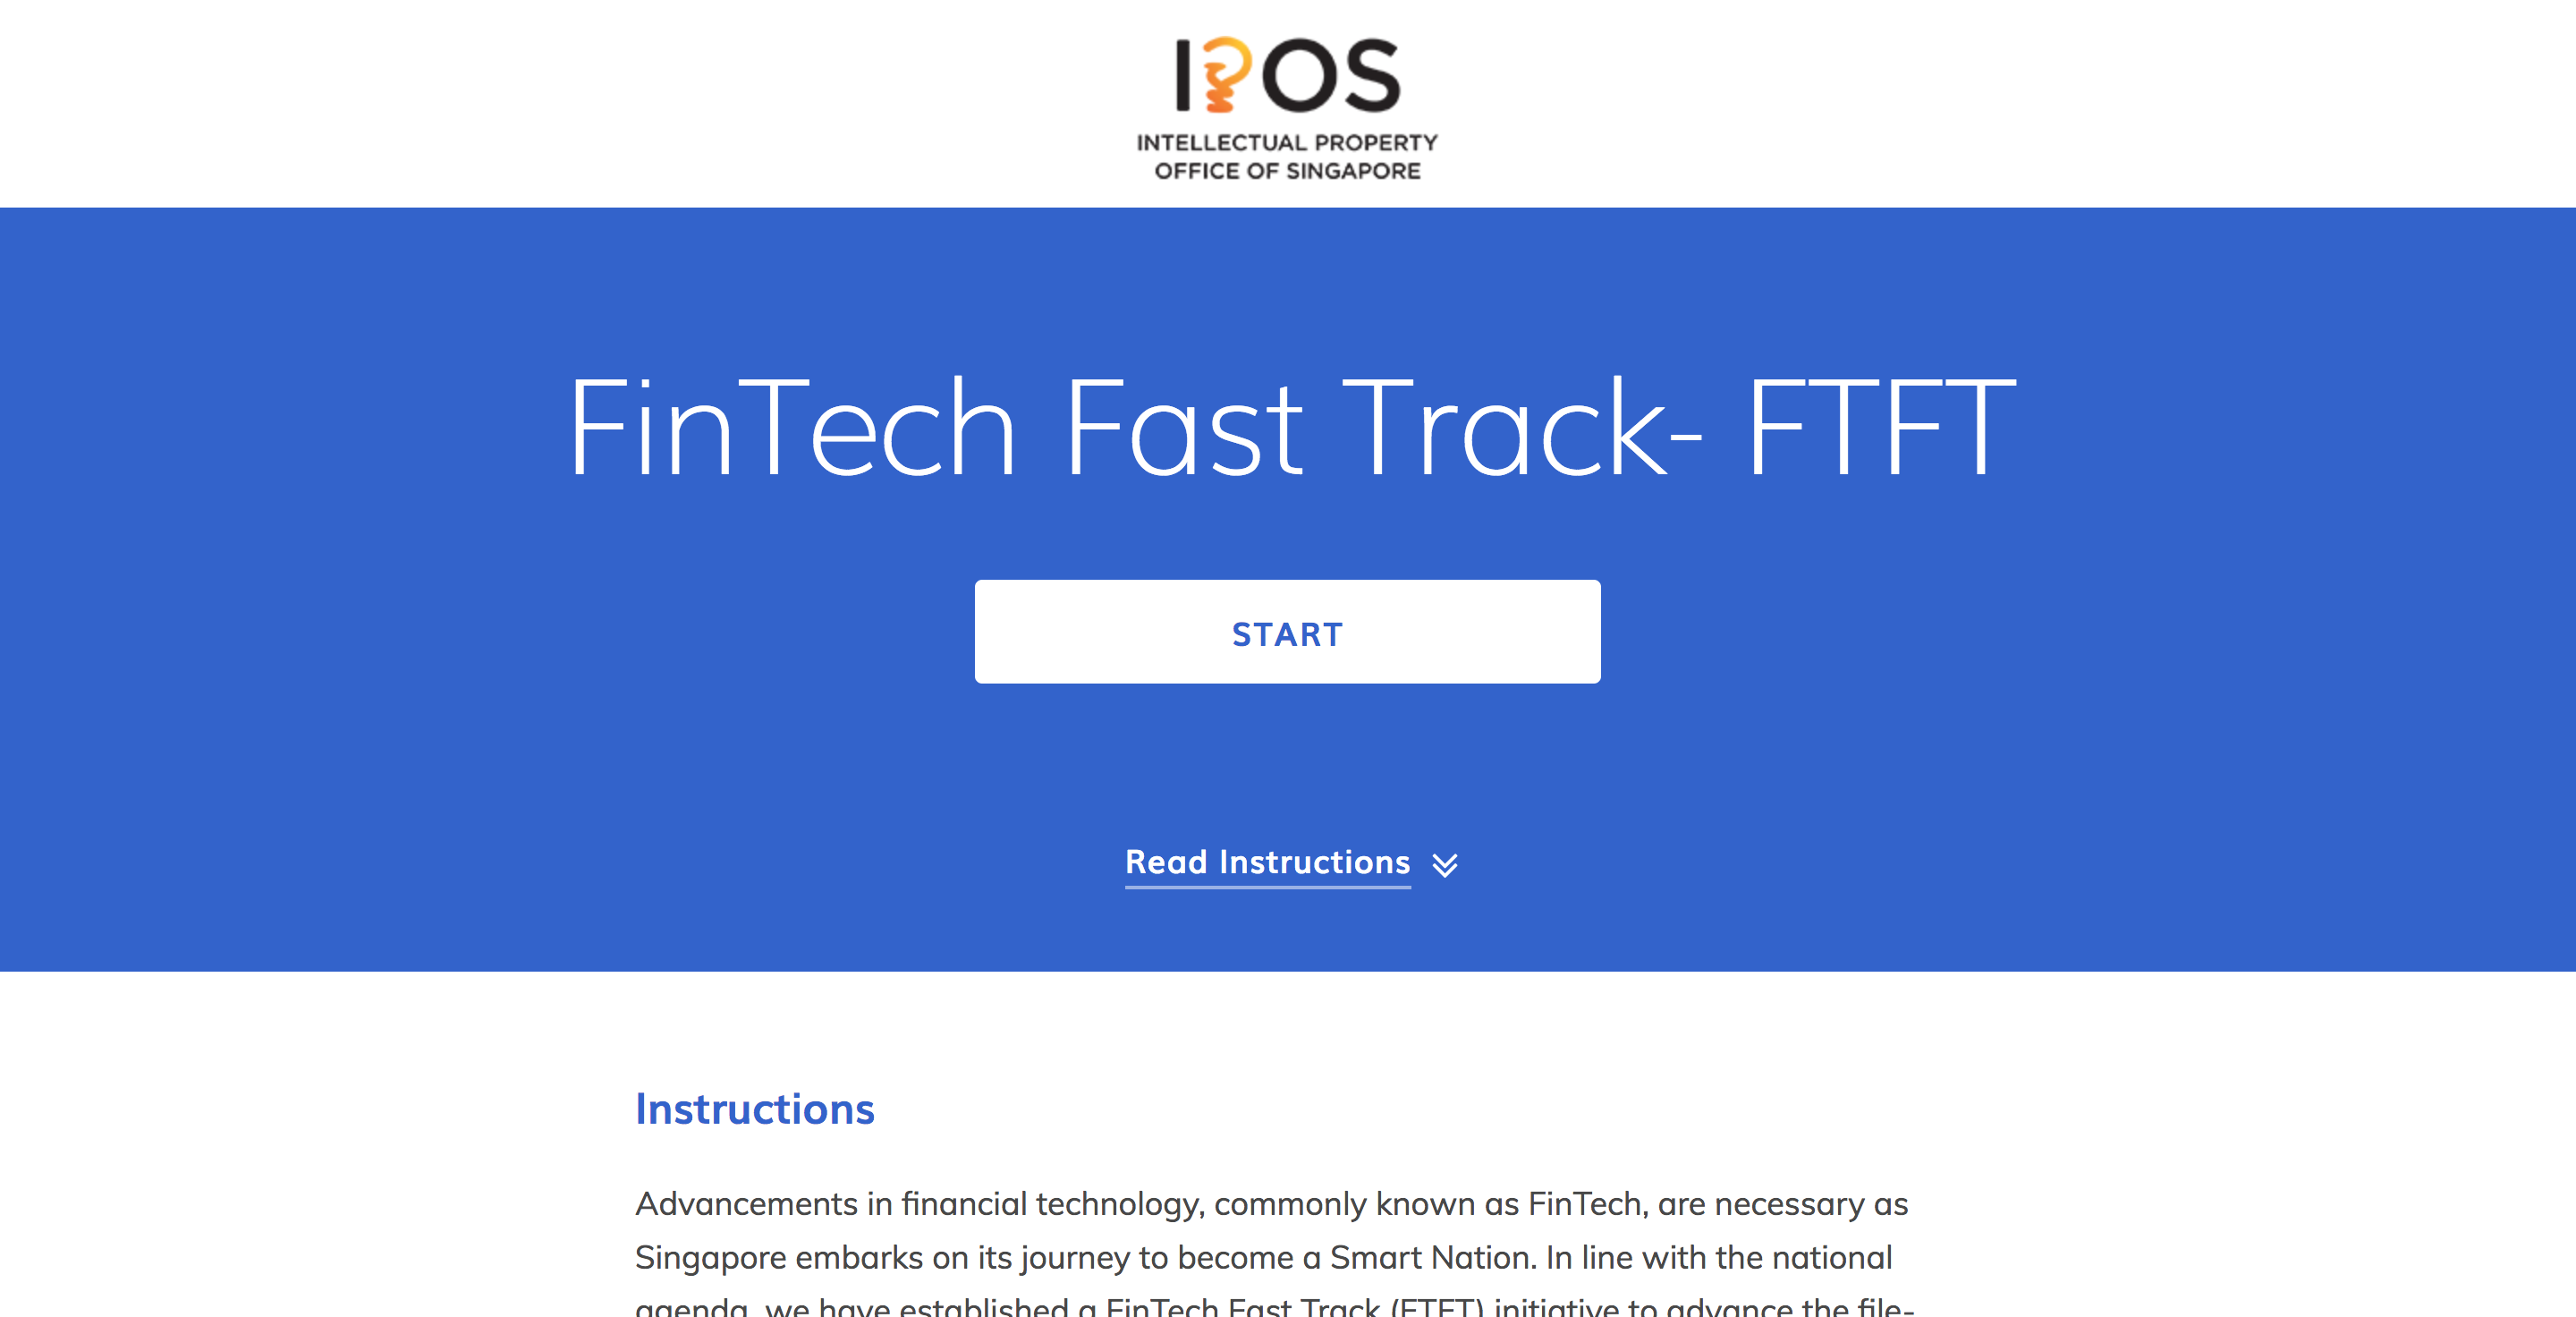 IPOS
INTELLECTUAL PROPERTY
OFFICE OF SINGAPORE
FinTech Fast Track- FTFT
START
Read Instructions
Instructions
Advancements in financial technology, commonly known as FinTech, are necessary as
Singapore embarks on its journey to become a Smart Nation. In line with the national
agenda, we have established a FinTech Fast Track (FTFT) initiative to advance the file-